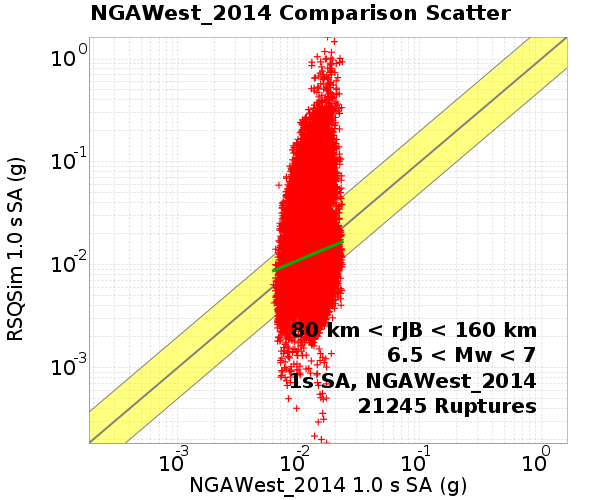 NGAWest_2014 Comparison Scatter
RSQSim 1.0 s SA (g)
10^0
10^-1
10^-2
10^-3
80 km < rJB < 160 km
6.5 < Mw < 7
1s SA, NGAWest_2014
21245 Ruptures
10^-3 10^-2 10^-1 10^0
NGAWest_2014 1.0 s SA (g)